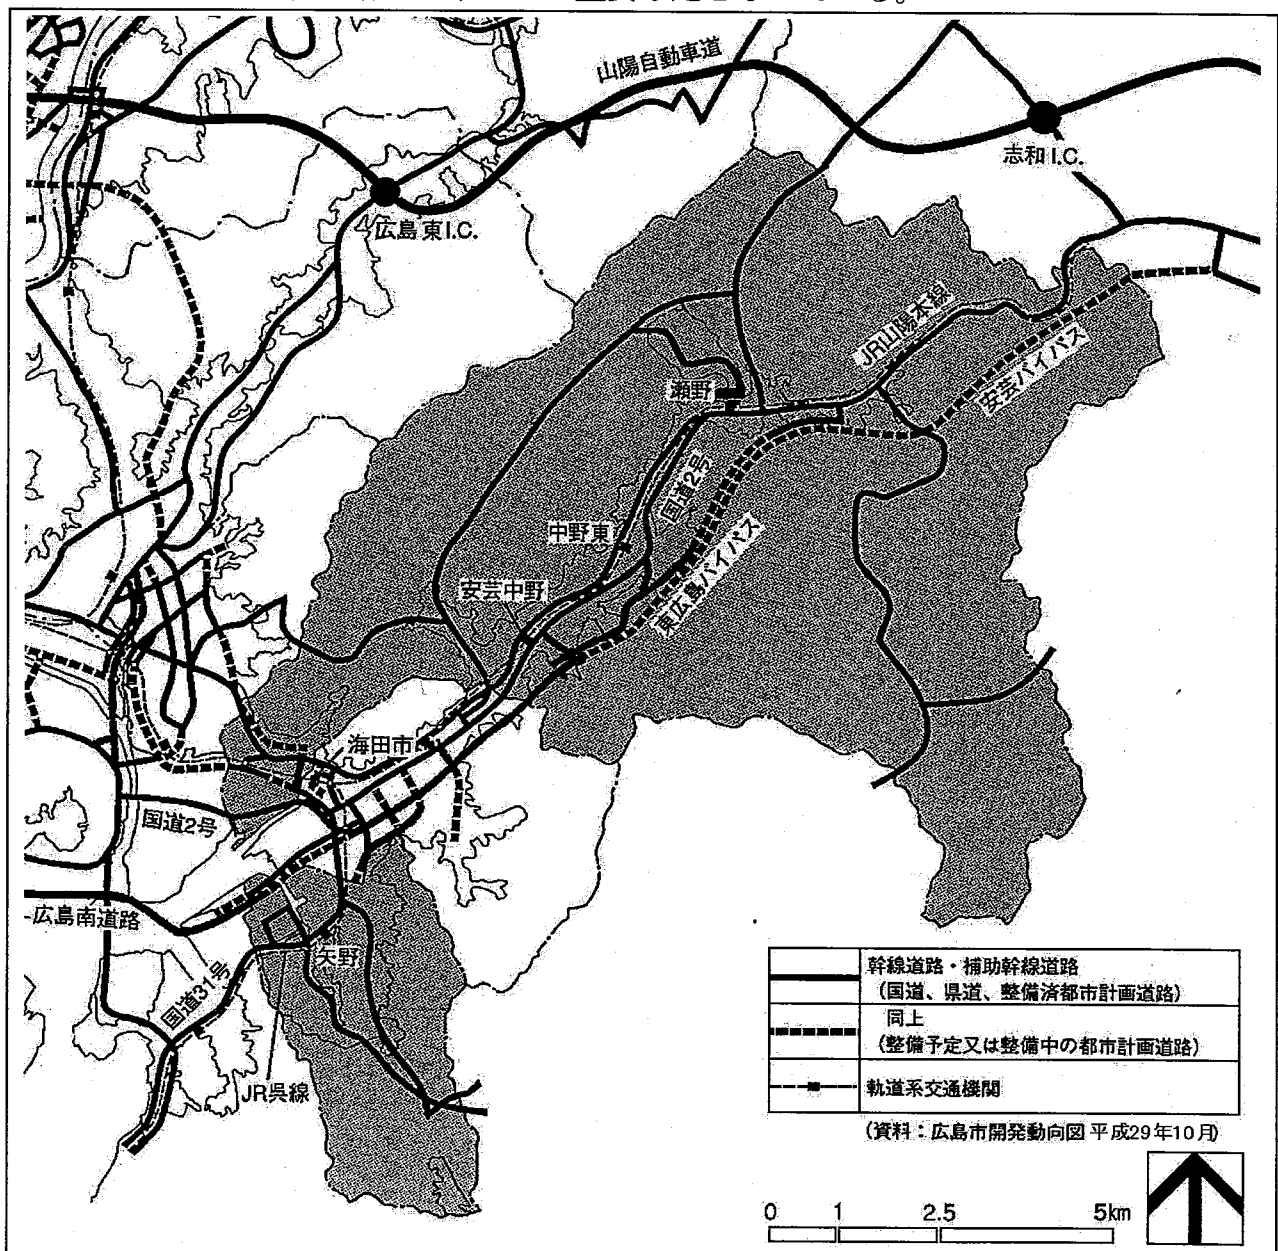 山陽自動車道
志和 I.C.
広島東I.C.
JR山陽本線
安芸バイパス
瀬野
国道2号
中野東
東広島バイパス
安芸中野
海田市
国道2号
広島南道路
矢野
国道31号
JR呉線
幹線道路・補助幹線道路
(国道、県道、整備済都市計画道路)
同上
(整備予定又は整備中の都市計画道路)
軌道系交通機関
(資料:広島市開発動向図 平成29年10月)
0 1 2.5 5km